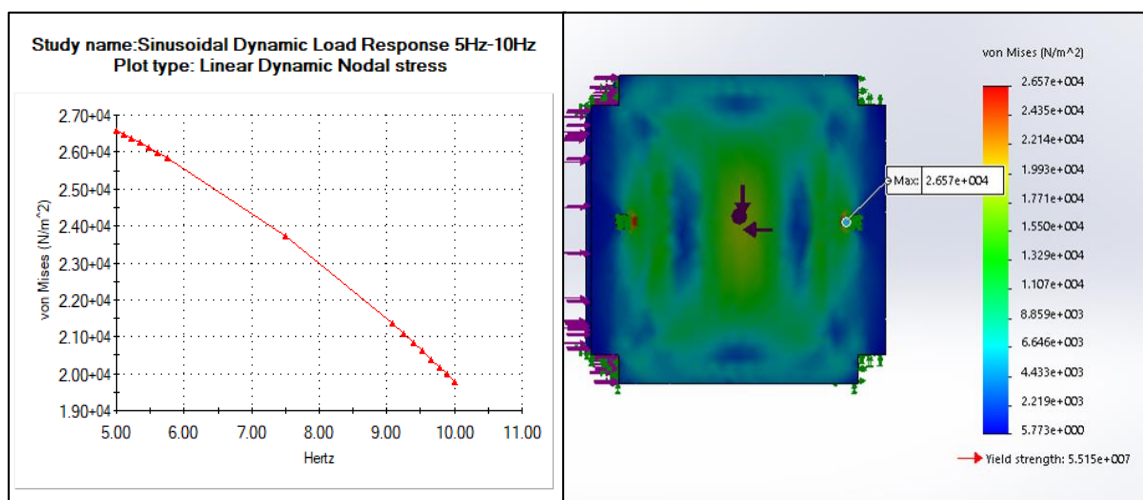 Study name:Sinusoidal Dynamic Load Response 5Hz-10Hz
Plot type: Linear Dynamic Nodal stress
2.70+04
2.60+04
2.50+04
2.40+04
2.30+04
2.20+04
2.10+04
2.00+04
1.90+04
von Mises (N/m^2)
5.00 6.00 7.00 8.00 9.00 10.00 11.00
Hertz
von Mises (N/m^2)
2.657e+004
2.435e+004
2.214e+004
1.993e+004
1.771e+004
1.550e+004
1.329e+004
1.107e+004
8.859e+003
6.646e+003
4.433e+003
2.219e+003
5.773e+000
Max: 2.657e+004
Yield strength: 5.515e+007